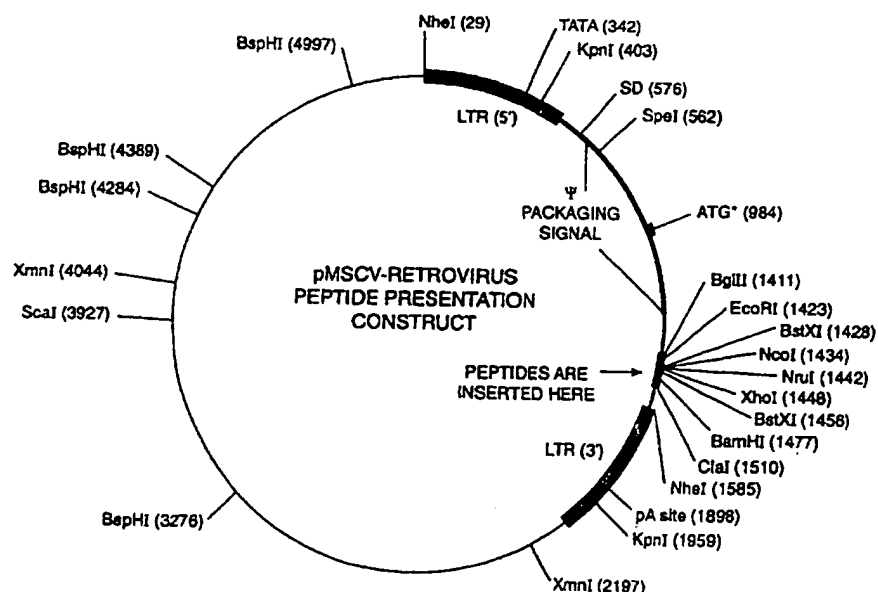 NheI (29)
TATA (342)
BspHI (4997)
KpnI (403)
SD (576)
LTR (5')
SpeI (562)
BspHI (4389)
BspHI (4284)
Ψ
PACKAGING
SIGNAL
ATG* (984)
XmnI (4044)
ScaI (3927)
pMSCV-RETROVIRUS
PEPTIDE PRESENTATION
CONSTRUCT
BglII (1411)
EcoRI (1423)
BstXI (1428)
NcoI (1434)
NruI (1442)
XhoI (1448)
BstXI (1456)
BamHI (1477)
ClaI (1510)
NheI (1585)
PEPTIDES ARE
INSERTED HERE
LTR (3')
pA site (1898)
KpnI (1959)
BspHI (3276)
XmnI (2197)